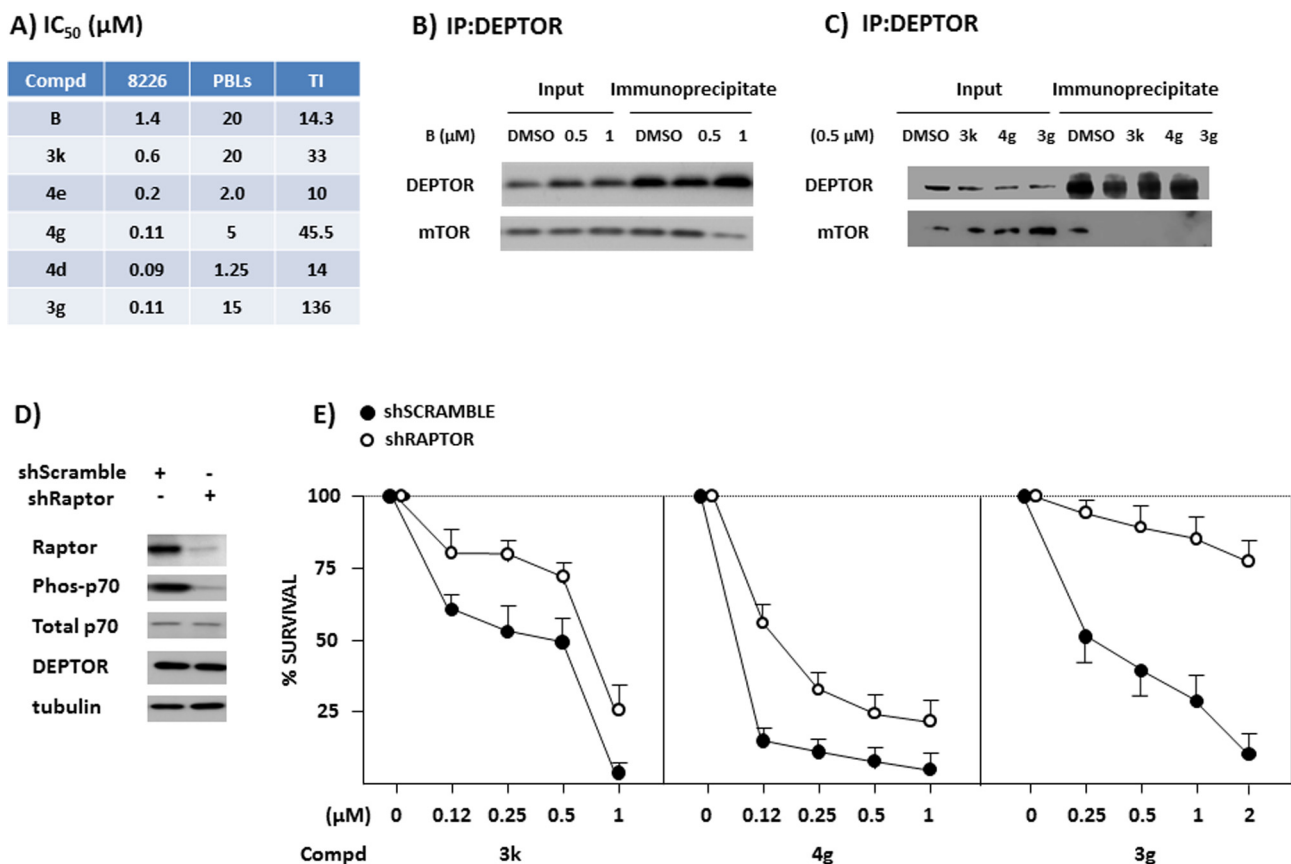 A) IC50 (μM)
Compd 8226 PBLs TI
B 1.4 20 14.3
3k 0.6 20 33
4e 0.2 2.0 10
4g 0.11 5 45.5
4d 0.09 1.25 14
3g 0.11 15 136
B) IP:DEPTOR
Input Immunoprecipitate
B (μM) DMSO 0.5 1 DMSO 0.5 1
DEPTOR
mTOR
C) IP:DEPTOR
Input Immunoprecipitate
(0.5 μM) DMSO 3k 4g 3g DMSO 3k 4g 3g
DEPTOR
mTOR
D)
shScramble + -
shRaptor - +
Raptor
Phos-p70
Total p70
DEPTOR
tubulin
E)
shSCRAMBLE
shRAPTOR
% SURVIVAL
100
75
50
25
(μM) 0 0.12 0.25 0.5 1 0 0.12 0.25 0.5 1 0 0.25 0.5 1 2
Compd 3k 4g 3g